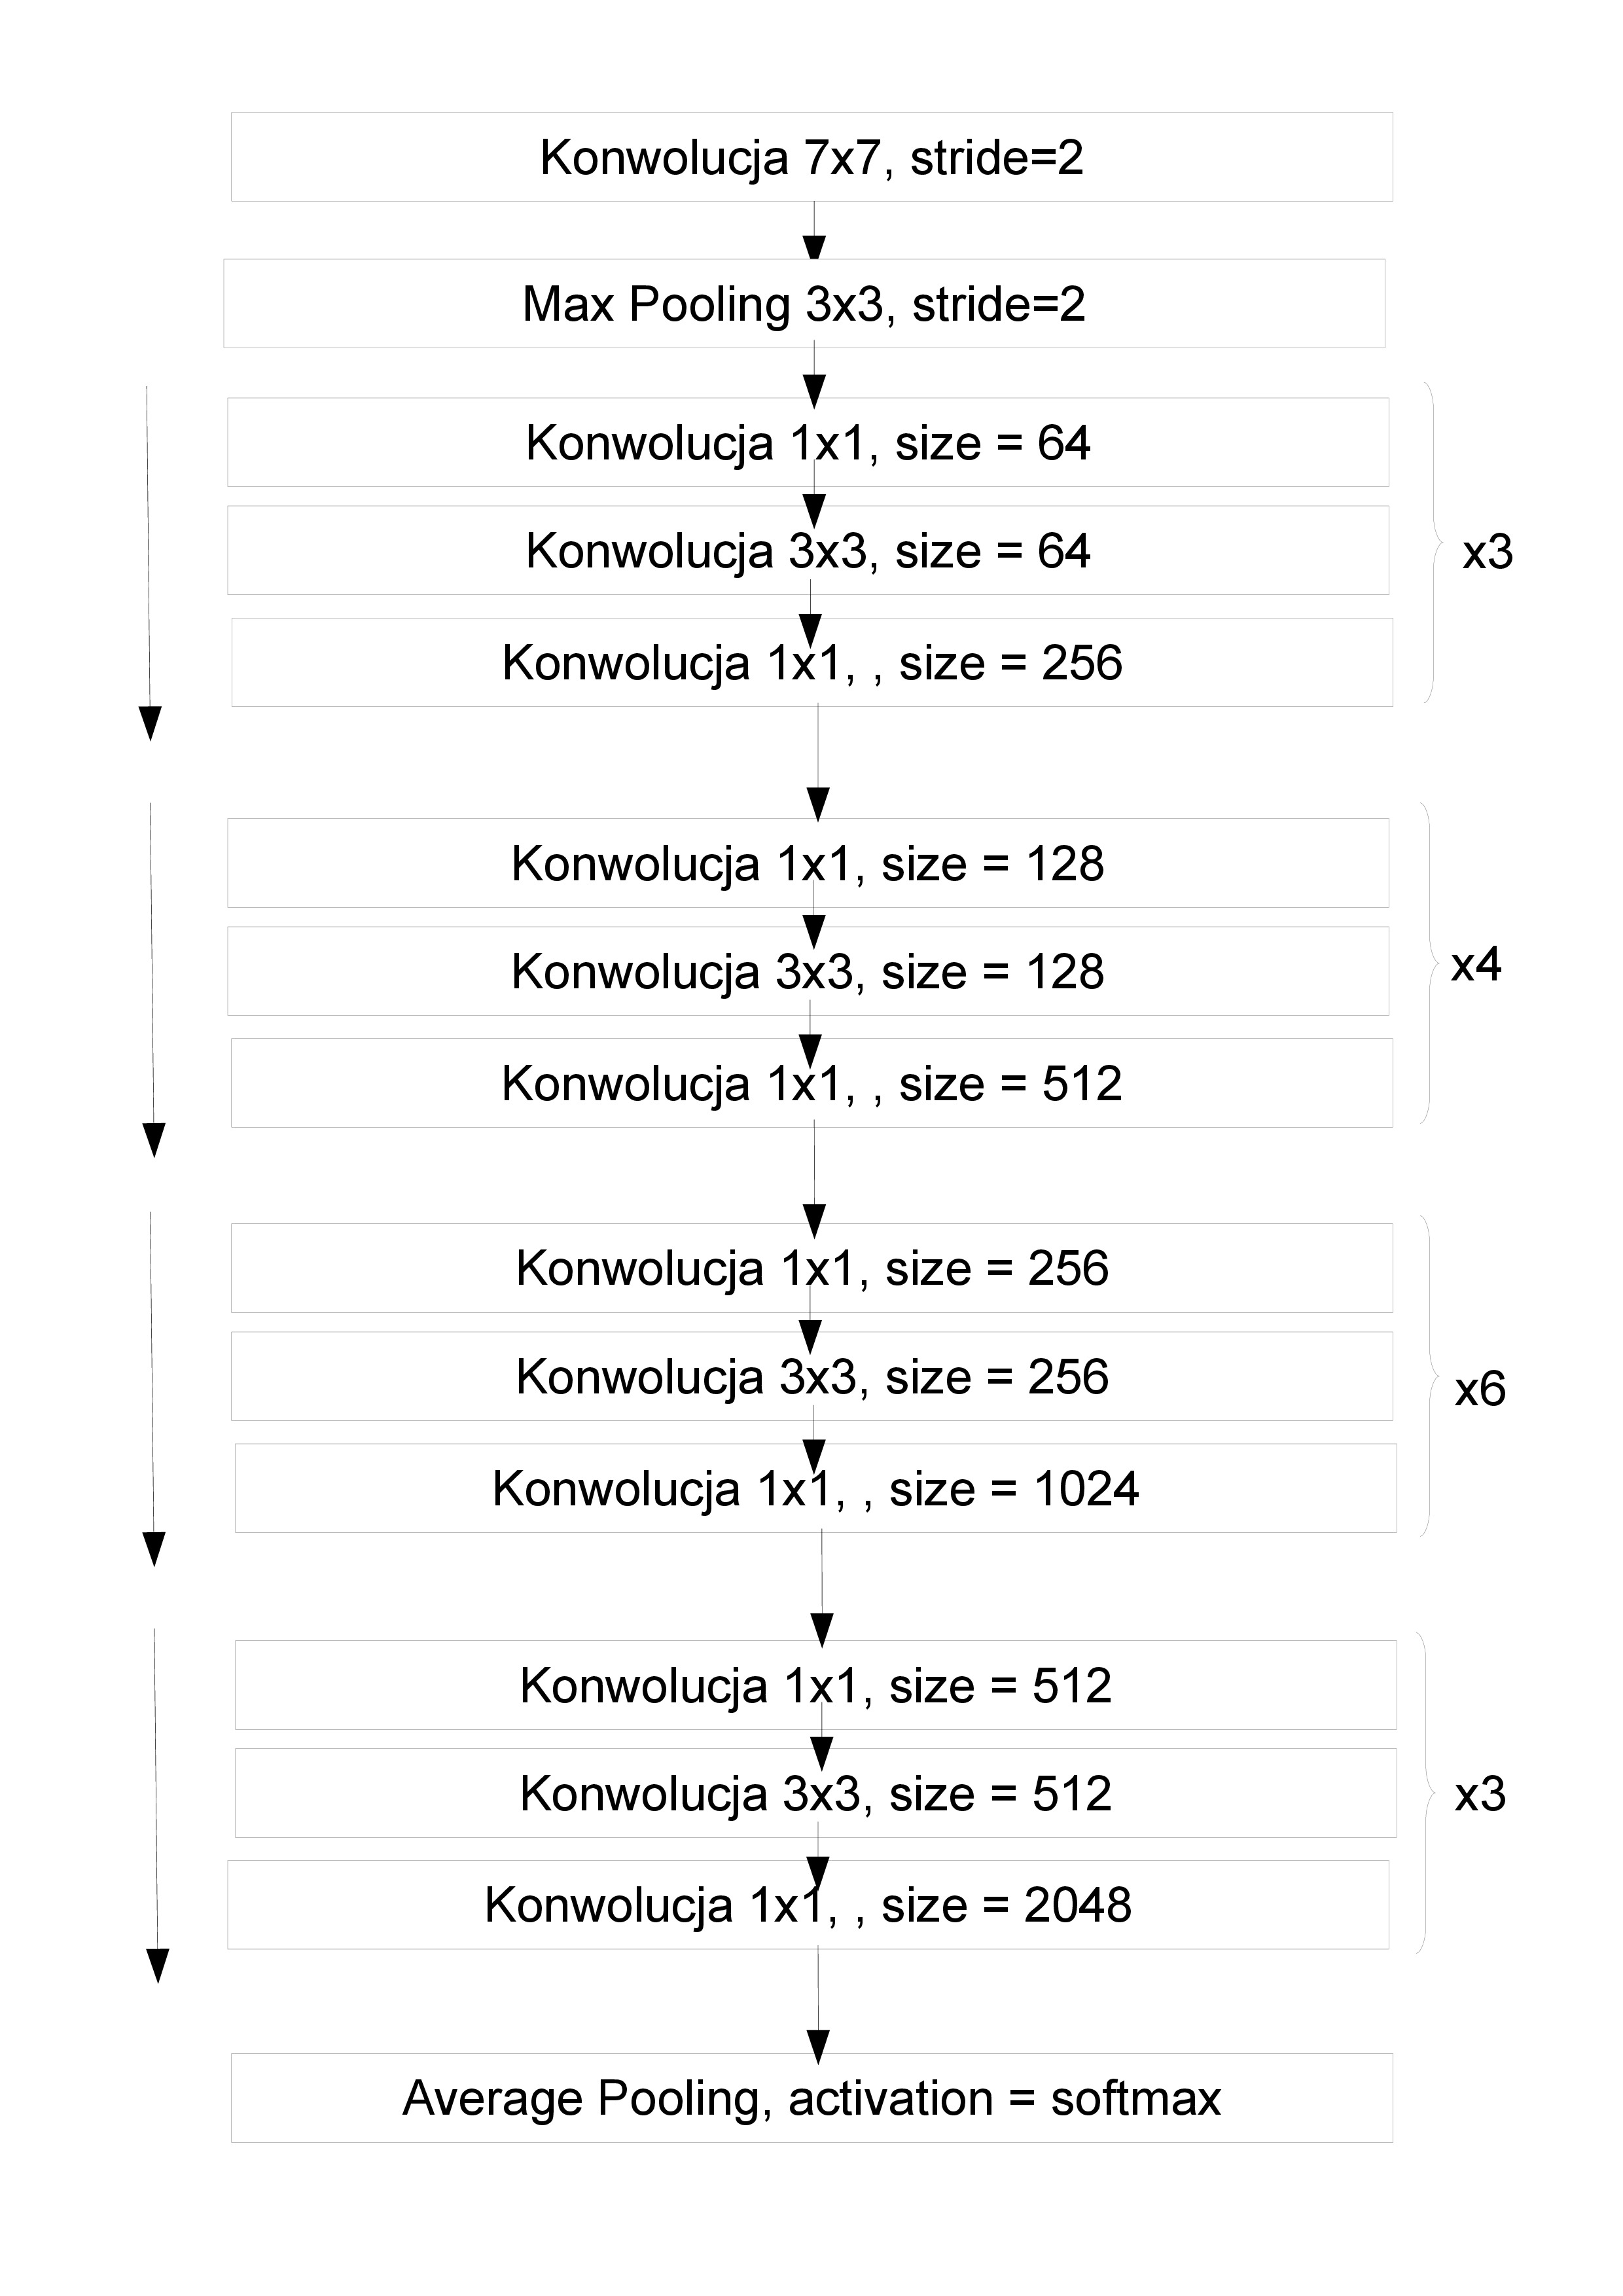 Konwolucja 7x7, stride=2
Max Pooling 3x3, stride=2
Konwolucja 1x1, size = 64
Konwolucja 3x3, size = 64
x3
Konwolucja 1x1, , size = 256
Konwolucja 1x1, size = 128
Konwolucja 3x3, size = 128
x4
Konwolucja 1x1, , size = 512
Konwolucja 1x1, size = 256
Konwolucja 3x3, size = 256
x6
Konwolucja 1x1, , size = 1024
Konwolucja 1x1, size = 512
Konwolucja 3x3, size = 512
x3
Konwolucja 1x1, , size = 2048
Average Pooling, activation = softmax